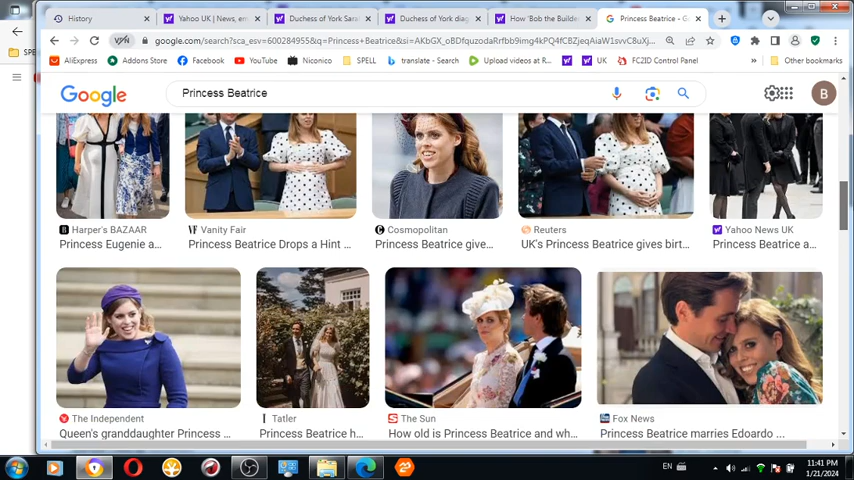 History
Yahoo UK | News, em
Duchess of York Sara
Duchess of York diag
How 'Bob the Builder
Princess Beatrice - G
VPN
google.com/search?sca_esv=600284955&q=Princess+Beatrice&si=AKbGX_oBDfquzodaRrfbb9img4kPQ4fCBZjeqAiaW1svvC8uXj...
SPE
AliExpress
Addons Store
Facebook
YouTube
Niconico
SPELL
translate - Search
Upload videos at R...
UK
FC2ID Control Panel
Other bookmarks
Google
Princess Beatrice
B
Harper's BAZAAR
Princess Eugenie a...
Vanity Fair
Princess Beatrice Drops a Hint ...
Cosmopolitan
Princess Beatrice give...
Reuters
UK's Princess Beatrice gives birt...
Yahoo News UK
Princess Beatrice a...
The Independent
Queen's granddaughter Princess ...
Tatler
Princess Beatrice h...
The Sun
How old is Princess Beatrice and wh...
Fox News
Princess Beatrice marries Edoardo ...
EN
11:41 PM
1/21/2024